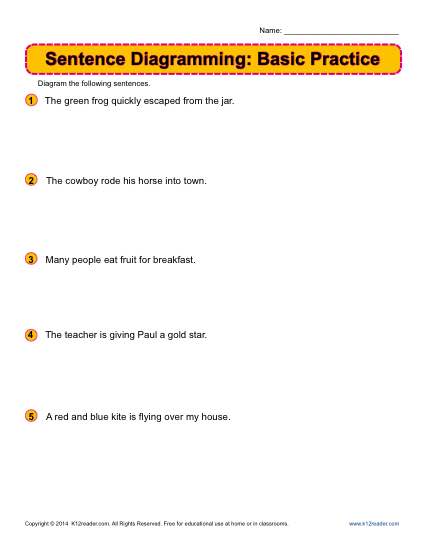 Name: ____________________________
Sentence Diagramming: Basic Practice
Diagram the following sentences.
1 The green frog quickly escaped from the jar.
2 The cowboy rode his horse into town.
3 Many people eat fruit for breakfast.
4 The teacher is giving Paul a gold star.
5 A red and blue kite is flying over my house.
Copyright © 2014 K12reader.com. All Rights Reserved. Free for educational use at home or in classrooms. www.k12reader.com